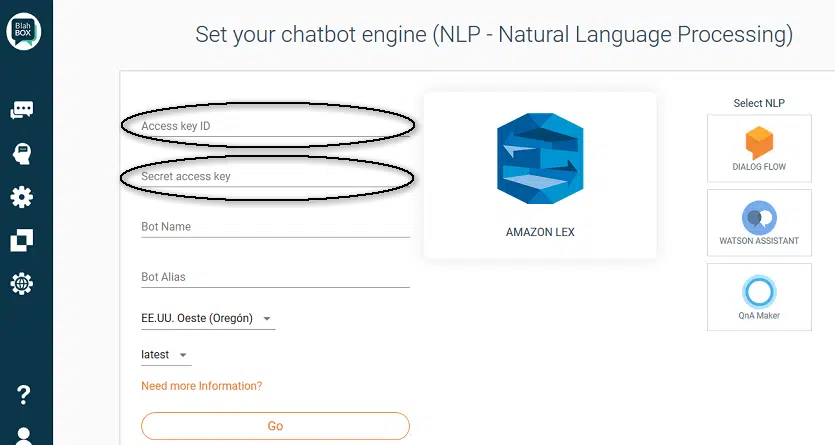 Blah
BOX
Set your chatbot engine (NLP - Natural Language Processing)
Access key ID
Secret access key
Bot Name
Bot Alias
EE.UU. Oeste (Oregón)
latest
Need more Information?
Go
AMAZON LEX
Select NLP
DIALOG FLOW
WATSON ASSISTANT
QnA Maker
?